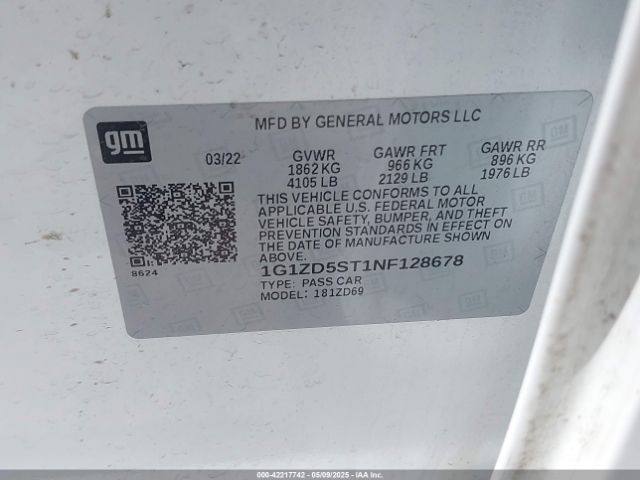 gm
MFD BY GENERAL MOTORS LLC
03/22 GVWR GAWR FRT GAWR RR
1862 KG 966 KG 896 KG
4105 LB 2129 LB 1976 LB
THIS VEHICLE CONFORMS TO ALL
APPLICABLE U.S. FEDERAL MOTOR
VEHICLE SAFETY, BUMPER, AND THEFT
PREVENTION STANDARDS IN EFFECT ON
THE DATE OF MANUFACTURE SHOWN
ABOVE.
8624
1G1ZD5ST1NF128678
TYPE: PASS CAR
MODEL: 181ZD69
000-42217742 - 05/09/2025 - IAAI.COM